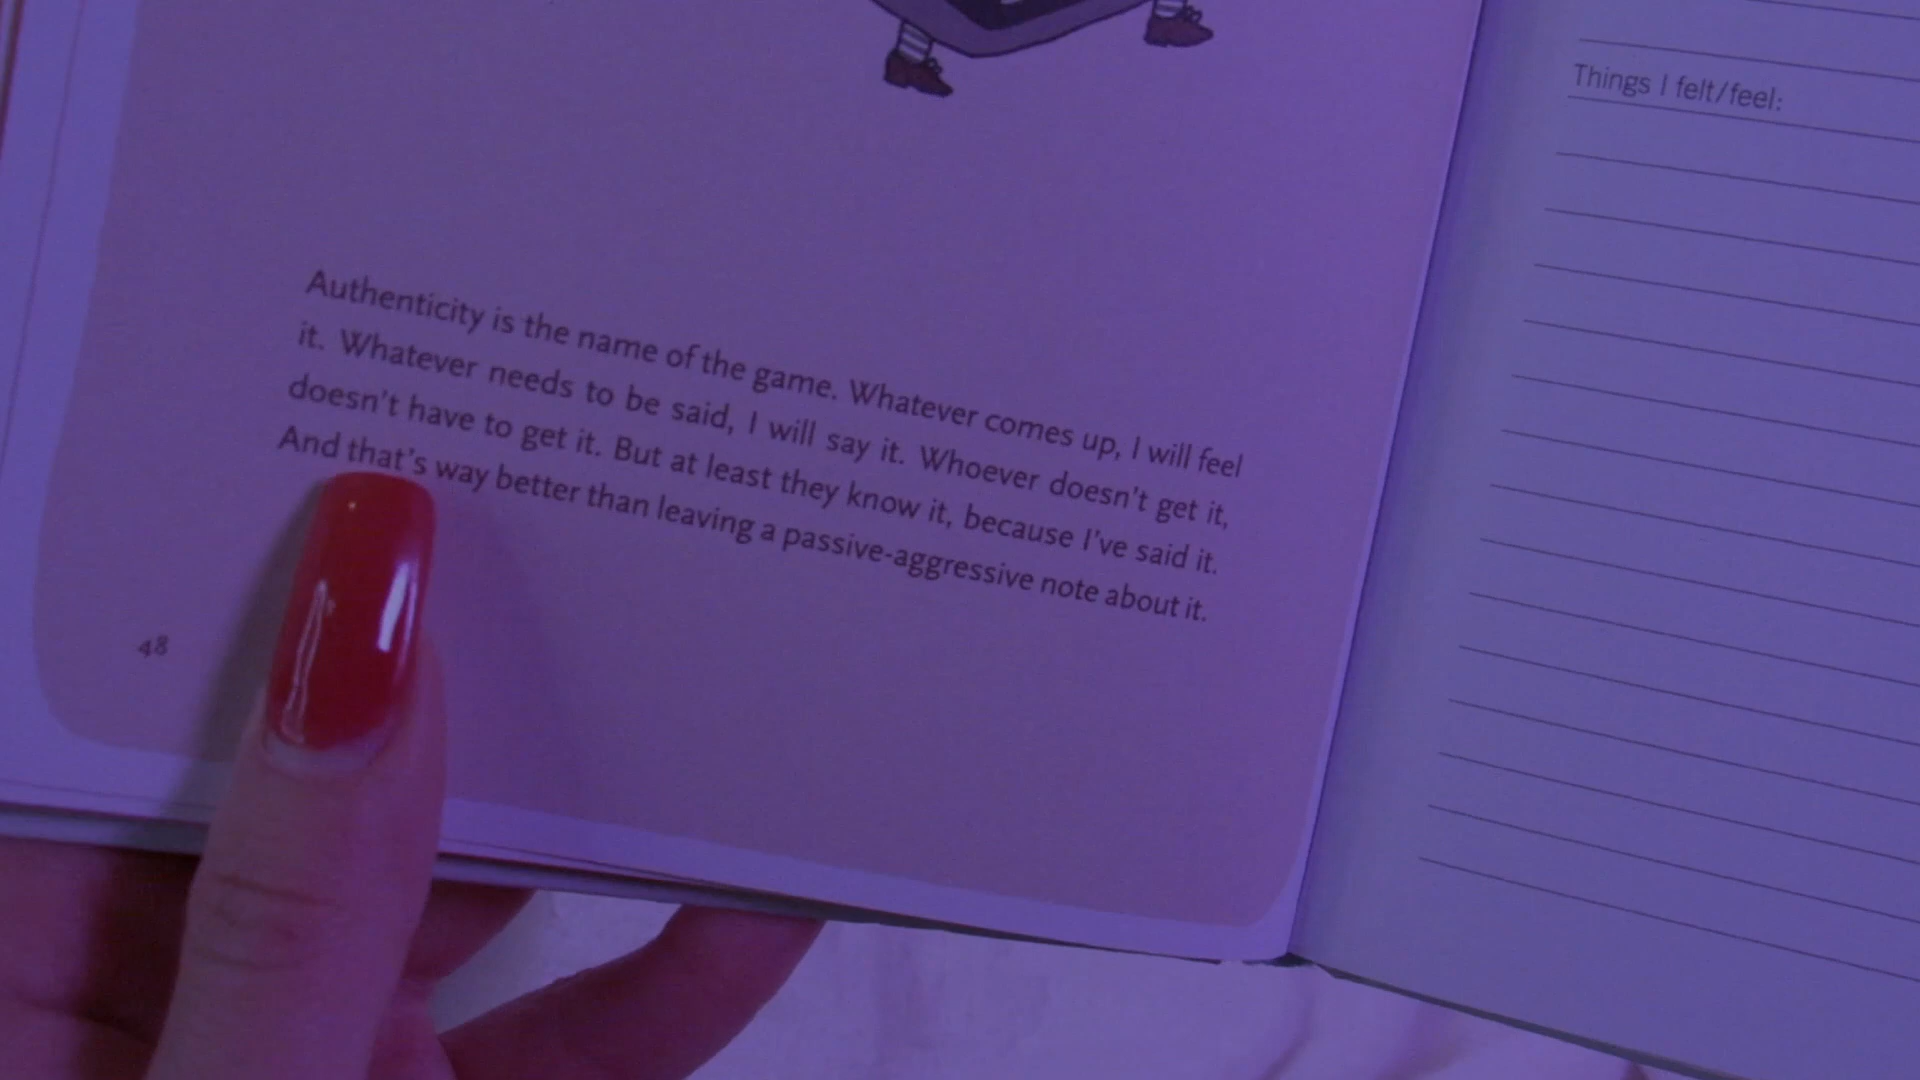 Authenticity is the name of the game. Whatever comes up, I will feel
it. Whatever needs to be said, I will say it. Whoever doesn't get it,
doesn't have to get it. But at least they know it, because I've said it.
And that's way better than leaving a passive-aggressive note about it.
48
Things I felt/feel: